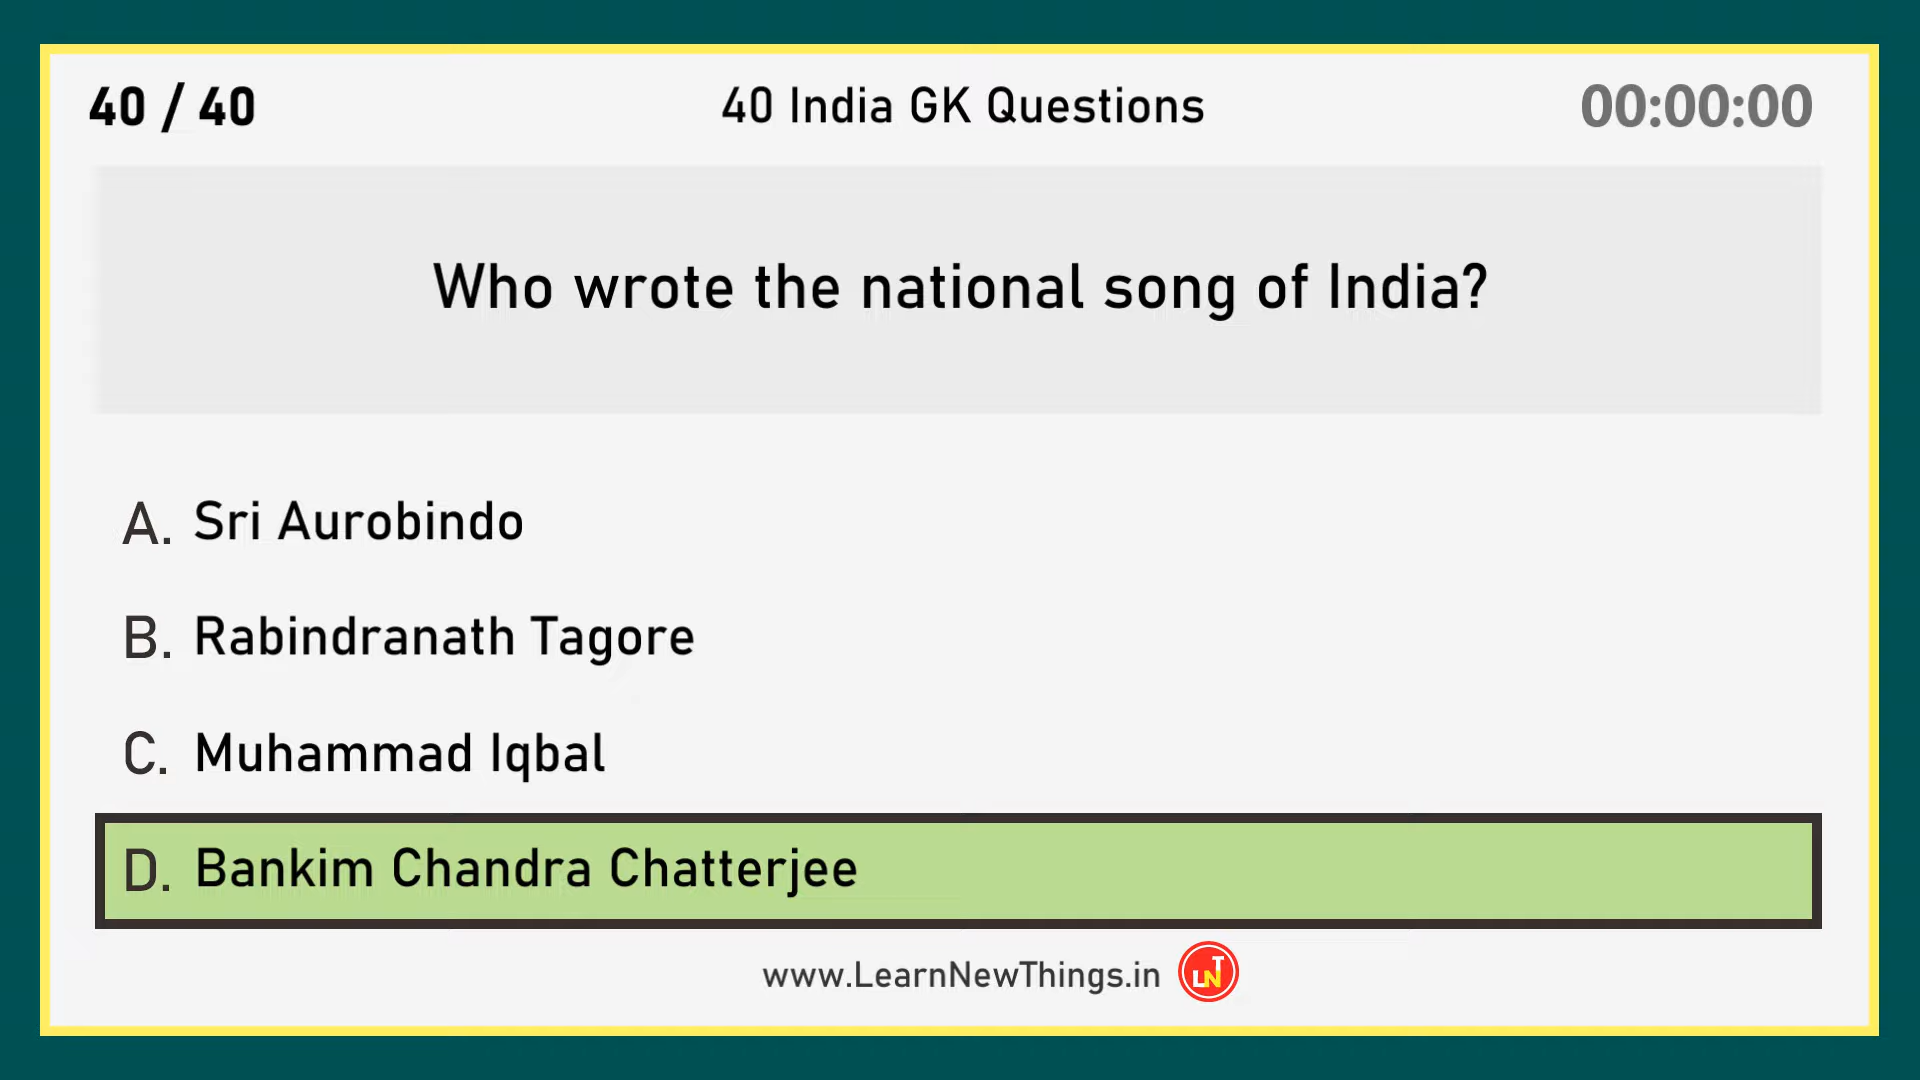 40 / 40
40 India GK Questions
00:00:00
Who wrote the national song of India?
A. Sri Aurobindo
B. Rabindranath Tagore
C. Muhammad Iqbal
D. Bankim Chandra Chatterjee
www.LearnNewThings.in
LNT